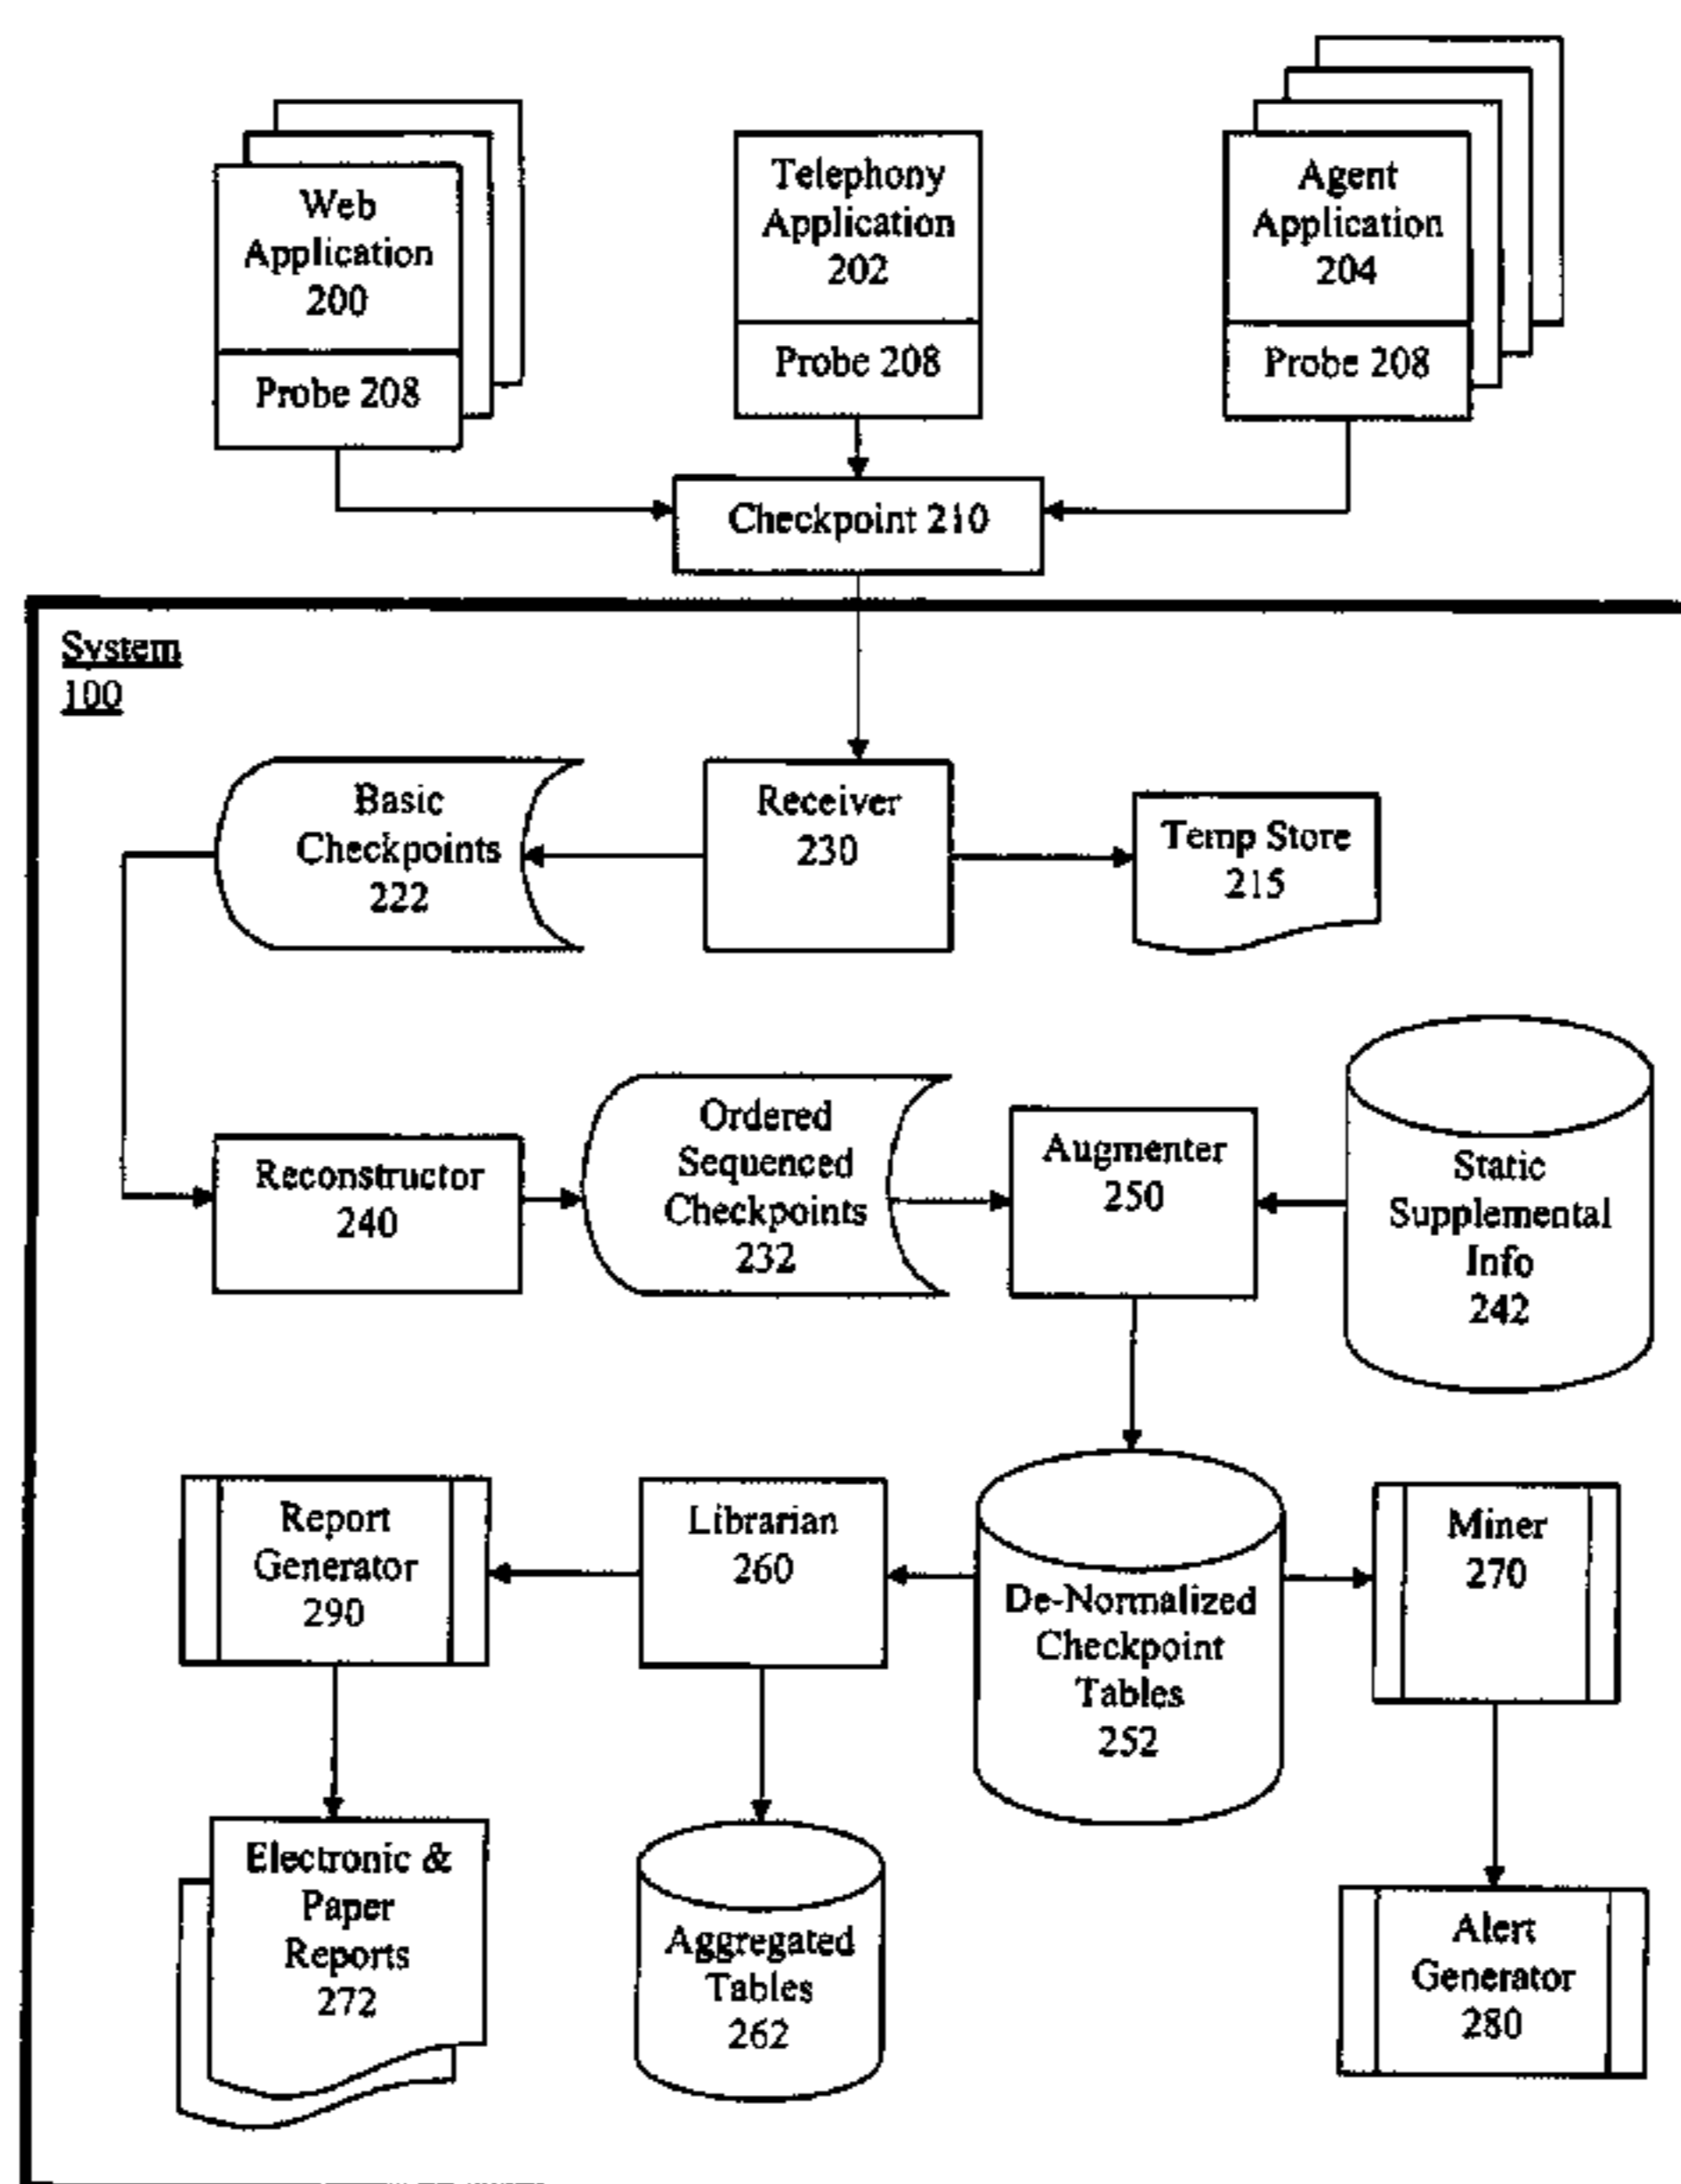 Web
Application
200
Probe 208
Telephony
Application
202
Probe 208
Agent
Application
204
Probe 208
Checkpoint 210
System
100
Basic
Checkpoints
222
Receiver
230
Temp Store
215
Reconstructor
240
Ordered
Sequenced
Checkpoints
232
Augmenter
250
Static
Supplemental
Info
242
Report
Generator
290
Librarian
260
De-Normalized
Checkpoint
Tables
252
Miner
270
Electronic &
Paper
Reports
272
Aggregated
Tables
262
Alert
Generator
280